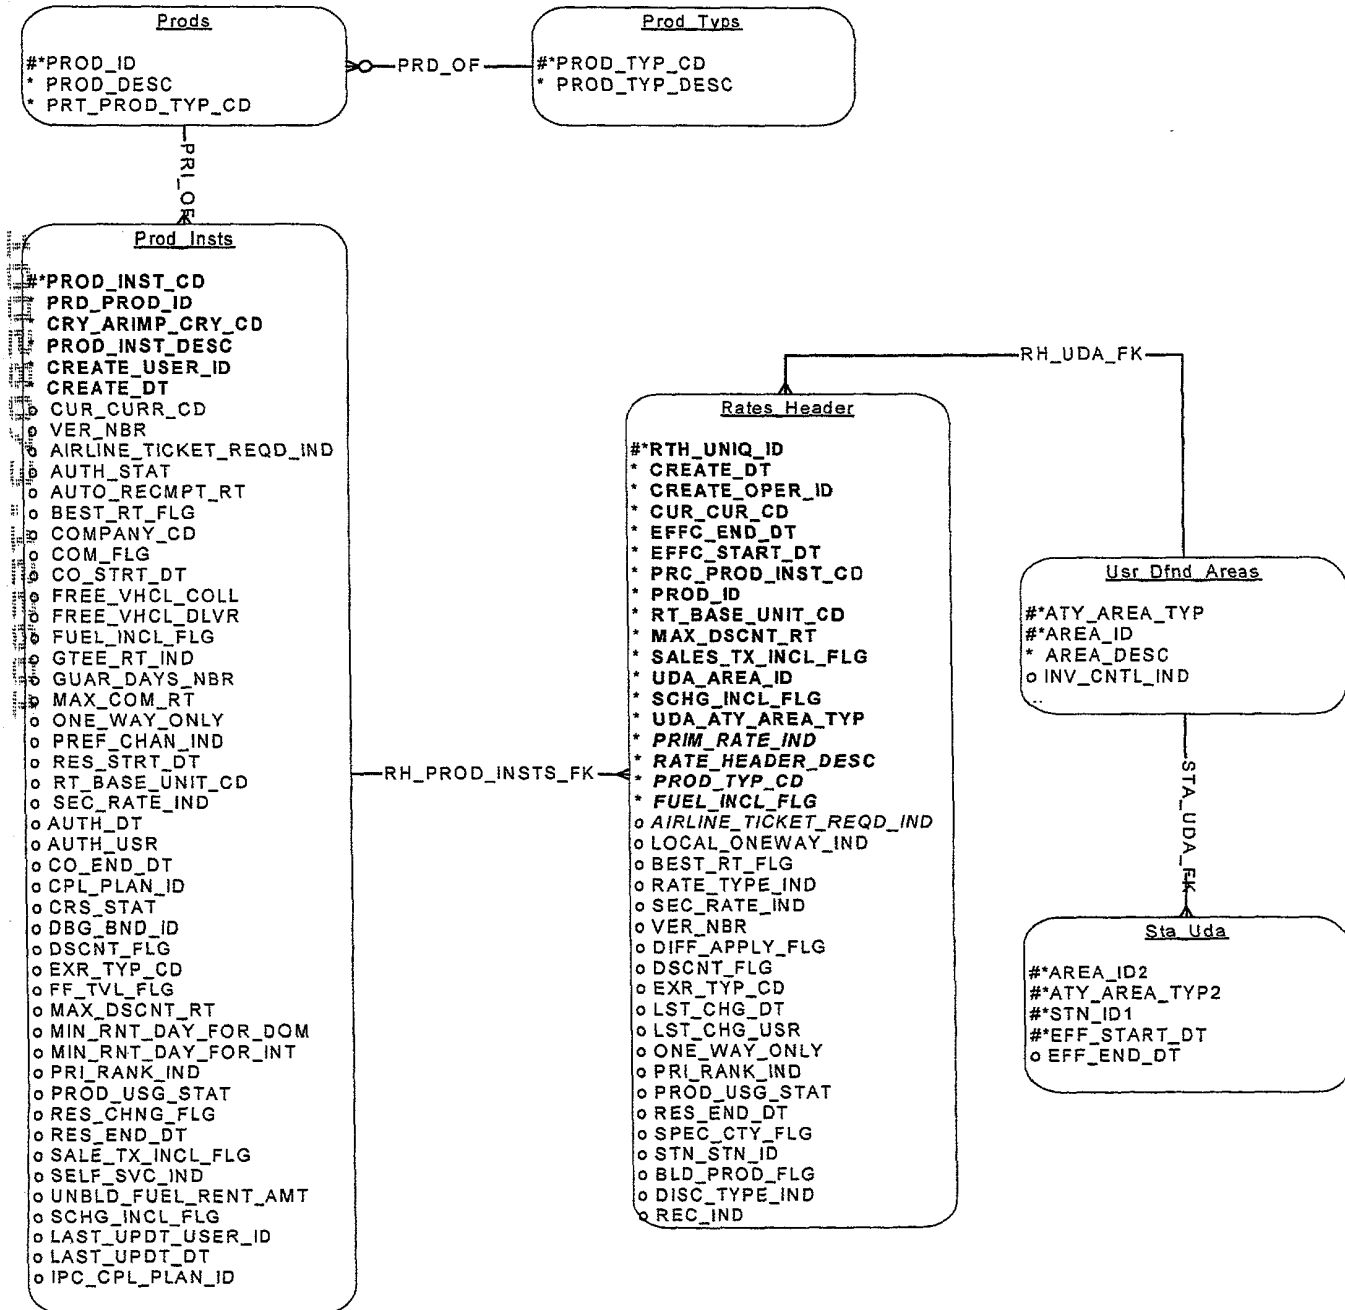 Prods
#*PROD_ID
* PROD_DESC
* PRT_PROD_TYP_CD
PRD_OF
Prod_Typs
#*PROD_TYP_CD
* PROD_TYP_DESC
PRI_OF
Prod_Insts
#*PROD_INST_CD
* PRD_PROD_ID
* CRY_ARIMP_CRY_CD
* PROD_INST_DESC
* CREATE_USER_ID
* CREATE_DT
o CUR_CURR_CD
o VER_NBR
o AIRLINE_TICKET_REQD_IND
o AUTH_STAT
o AUTO_RECMPT_RT
o BEST_RT_FLG
o COMPANY_CD
o COM_FLG
o CO_STRT_DT
o FREE_VHCL_COLL
o FREE_VHCL_DLVR
o FUEL_INCL_FLG
o GTEE_RT_IND
o GUAR_DAYS_NBR
o MAX_COM_RT
o ONE_WAY_ONLY
o PREF_CHAN_IND
o RES_STRT_DT
o RT_BASE_UNIT_CD
o SEC_RATE_IND
o AUTH_DT
o AUTH_USR
o CO_END_DT
o CPL_PLAN_ID
o CRS_STAT
o DBG_BND_ID
o DSCNT_FLG
o EXR_TYP_CD
o FF_TVL_FLG
o MAX_DSCNT_RT
o MIN_RNT_DAY_FOR_DOM
o MIN_RNT_DAY_FOR_INT
o PRI_RANK_IND
o PROD_USG_STAT
o RES_CHNG_FLG
o RES_END_DT
o SALE_TX_INCL_FLG
o SELF_SVC_IND
o UNBLD_FUEL_RENT_AMT
o SCHG_INCL_FLG
o LAST_UPDT_USER_ID
o LAST_UPDT_DT
o IPC_CPL_PLAN_ID
RH_PROD_INSTS_FK
Rates_Header
#*RTH_UNIQ_ID
* CREATE_DT
* CREATE_OPER_ID
* CUR_CUR_CD
* EFFC_END_DT
* EFFC_START_DT
* PRC_PROD_INST_CD
* PROD_ID
* RT_BASE_UNIT_CD
* MAX_DSCNT_RT
* SALES_TX_INCL_FLG
* UDA_AREA_ID
* SCHG_INCL_FLG
* UDA_ATY_AREA_TYP
* PRIM_RATE_IND
* RATE_HEADER_DESC
* PROD_TYP_CD
* FUEL_INCL_FLG
o AIRLINE_TICKET_REQD_IND
o LOCAL_ONEWAY_IND
o BEST_RT_FLG
o RATE_TYPE_IND
o SEC_RATE_IND
o VER_NBR
o DIFF_APPLY_FLG
o DSCNT_FLG
o EXR_TYP_CD
o LST_CHG_DT
o LST_CHG_USR
o ONE_WAY_ONLY
o PRI_RANK_IND
o PROD_USG_STAT
o RES_END_DT
o SPEC_CTY_FLG
o STN_STN_ID
o BLD_PROD_FLG
o DISC_TYPE_IND
o REC_IND
RH_UDA_FK
Usr_Dfnd_Areas
#*ATY_AREA_TYP
#*AREA_ID
* AREA_DESC
o INV_CNTL_IND
STA_UDA_FK
Sta_Uda
#*AREA_ID2
#*ATY_AREA_TYP2
#*STN_ID1
#*EFF_START_DT
o EFF_END_DT